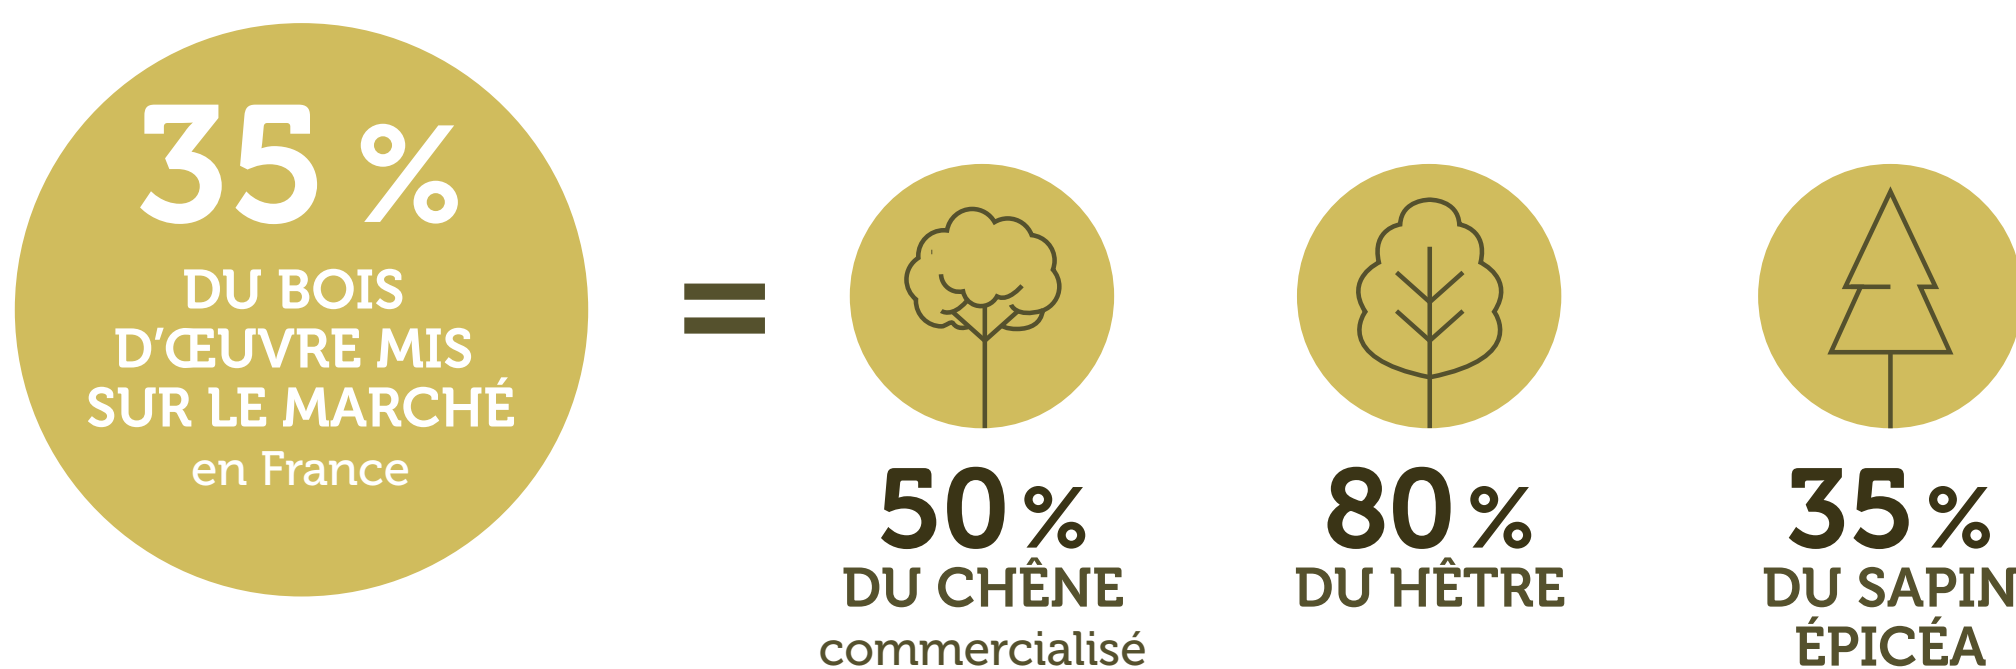 35 %
DU BOIS
D’ŒUVRE MIS
SUR LE MARCHÉ
en France
=
50 %
DU CHÊNE
commercialisé
80 %
DU HÊTRE
35 %
DU SAPIN
ÉPICÉA